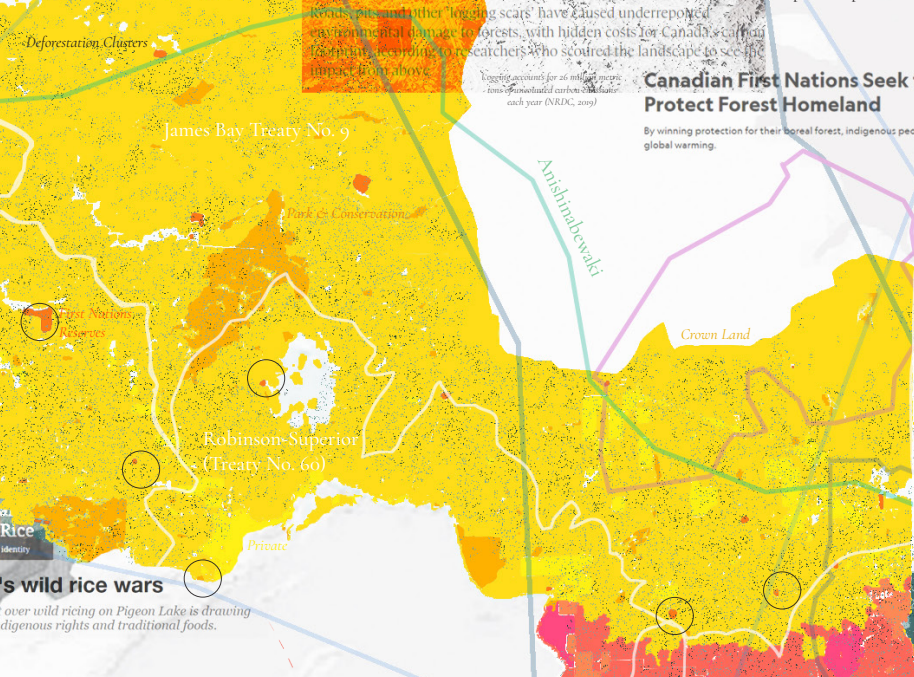 Roads, pits and other 'logging scars' have caused underreported
environmental damage to forests, with hidden costs for Canada's carbon
footprint, according to researchers who scoured the landscape to see the
impact from above.
Deforestation Clusters
Logging accounts for 26 million metric
tons of uncounted carbon emissions
each year (NRDC, 2019)
Canadian First Nations Seek
Protect Forest Homeland
By winning protection for their boreal forest, indigenous peo
global warming.
James Bay Treaty No. 9
Anishinabewaki
Park & Conservation
First Nations
Reserves
Crown Land
Robinson-Superior
(Treaty No. 60)
Private
Rice
identity
's wild rice wars
over wild ricing on Pigeon Lake is drawing
digenous rights and traditional foods.